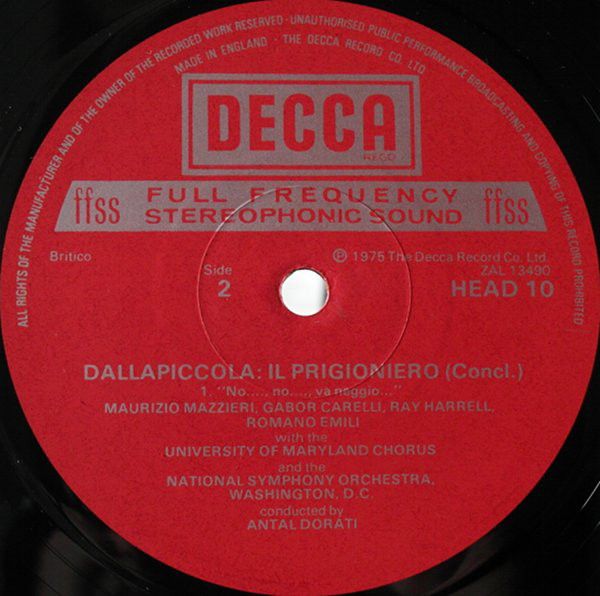 ALL RIGHTS OF THE MANUFACTURER AND OF THE OWNER OF THE RECORDED WORK RESERVED · UNAUTHORISED PUBLIC PERFORMANCE BROADCASTING AND COPYING OF THIS RECORD PROHIBITED
MADE IN ENGLAND · THE DECCA RECORD CO. LTD.
DECCA
REGD
ffss FULL FREQUENCY ffss
STEREOPHONIC SOUND
Britico
Side
2
℗ 1975 The Decca Record Co. Ltd.
ZAL 13490
HEAD 10
DALLAPICCOLA: IL PRIGIONIERO (Concl.)
1. "No...., no...., va naggio..."
MAURIZIO MAZZIERI, GABOR CARELLI, RAY HARRELL,
ROMANO EMILI
with the
UNIVERSITY OF MARYLAND CHORUS
and the
NATIONAL SYMPHONY ORCHESTRA,
WASHINGTON, D.C.
conducted by
ANTAL DORATI